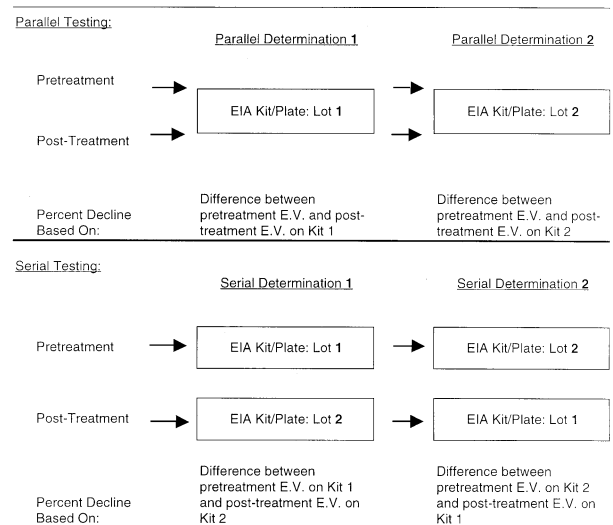 Parallel Testing:
Parallel Determination 1
Parallel Determination 2
Pretreatment
EIA Kit/Plate: Lot 1
EIA Kit/Plate: Lot 2
Post-Treatment
Percent Decline
Based On:
Difference between
pretreatment E.V. and post-
treatment E.V. on Kit 1
Difference between
pretreatment E.V. and post-
treatment E.V. on Kit 2
Serial Testing:
Serial Determination 1
Serial Determination 2
Pretreatment
EIA Kit/Plate: Lot 1
EIA Kit/Plate: Lot 2
Post-Treatment
EIA Kit/Plate: Lot 2
EIA Kit/Plate: Lot 1
Percent Decline
Based On:
Difference between
pretreatment E.V. on Kit 1
and post-treatment E.V. on
Kit 2
Difference between
pretreatment E.V. on Kit 2
and post-treatment E.V. on
Kit 1